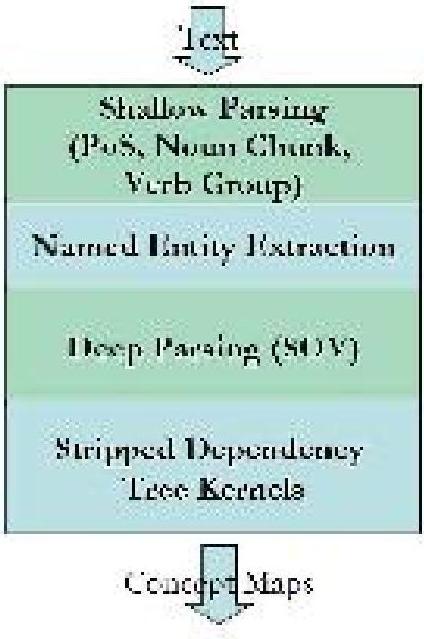 Text
Shallow Parsing
(PoS, Noun Chunk,
Verb Group)
Named Entity Extraction
Deep Parsing (SOV)
Stripped Dependency
Tree Kernels
Concept Maps